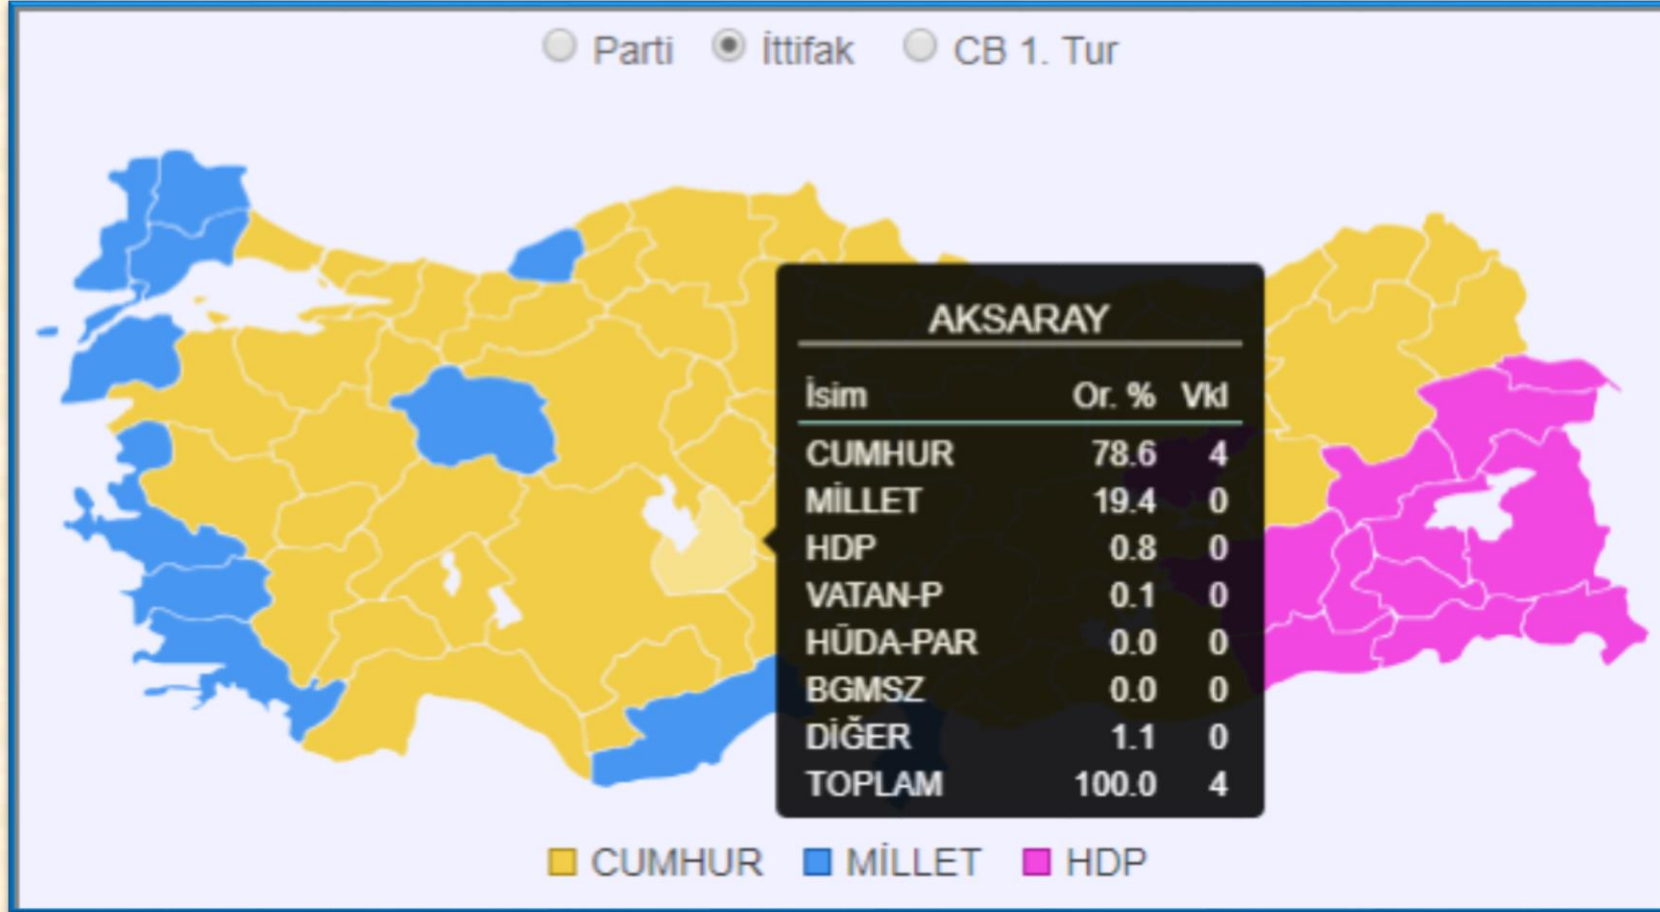 Parti İttifak CB 1. Tur
AKSARAY
İsim Or. % Vkl
CUMHUR 78.6 4
MİLLET 19.4 0
HDP 0.8 0
VATAN-P 0.1 0
HÜDA-PAR 0.0 0
BGMSZ 0.0 0
DİĞER 1.1 0
TOPLAM 100.0 4
CUMHUR MİLLET HDP